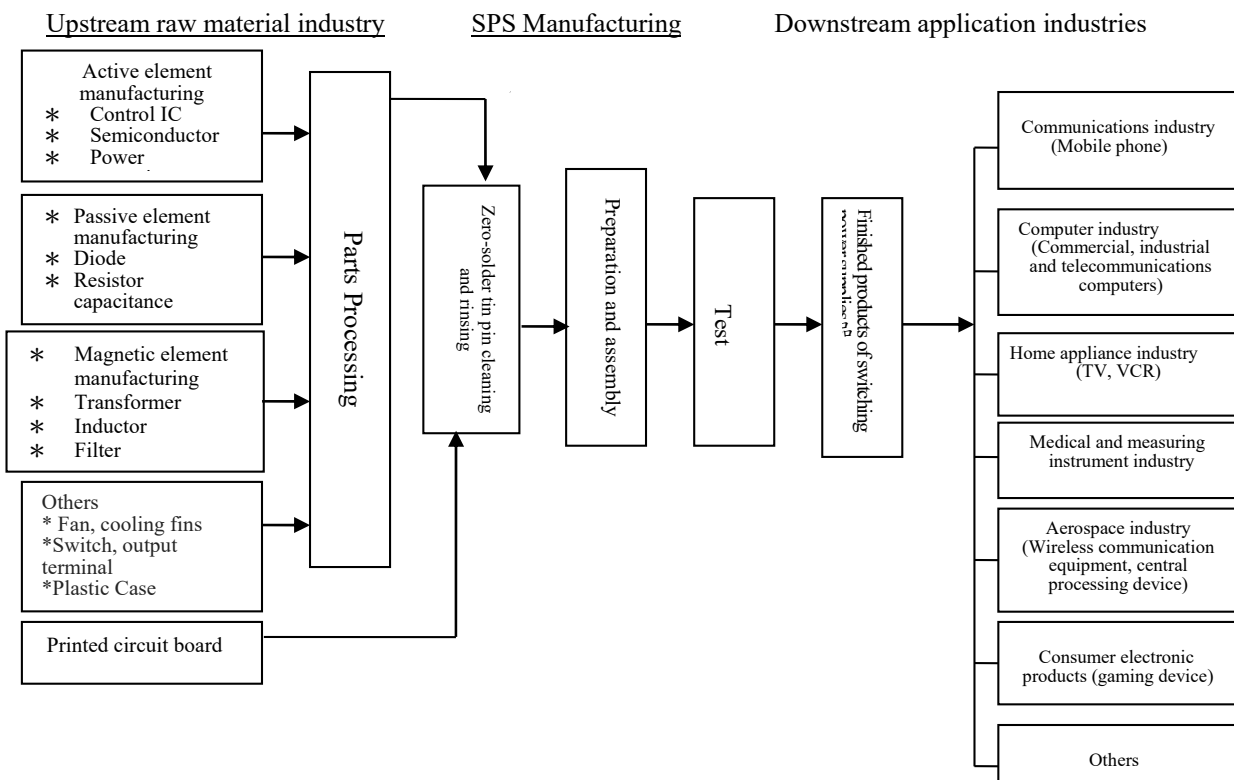 Upstream raw material industry
SPS Manufacturing
Downstream application industries
Active element
manufacturing
* Control IC
* Semiconductor
* Power
* Passive element
manufacturing
* Diode
* Resistor
capacitance
* Magnetic element
manufacturing
* Transformer
* Inductor
* Filter
Others
* Fan, cooling fins
*Switch, output
terminal
*Plastic Case
Printed circuit board
Parts Processing
Zero-solder tin pin cleaning
and rinsing
Preparation and assembly
Test
Finished products of switching
power supplies
Communications industry
(Mobile phone)
Computer industry
(Commercial, industrial
and telecommunications
computers)
Home appliance industry
(TV, VCR)
Medical and measuring
instrument industry
Aerospace industry
(Wireless communication
equipment, central
processing device)
Consumer electronic
products (gaming device)
Others